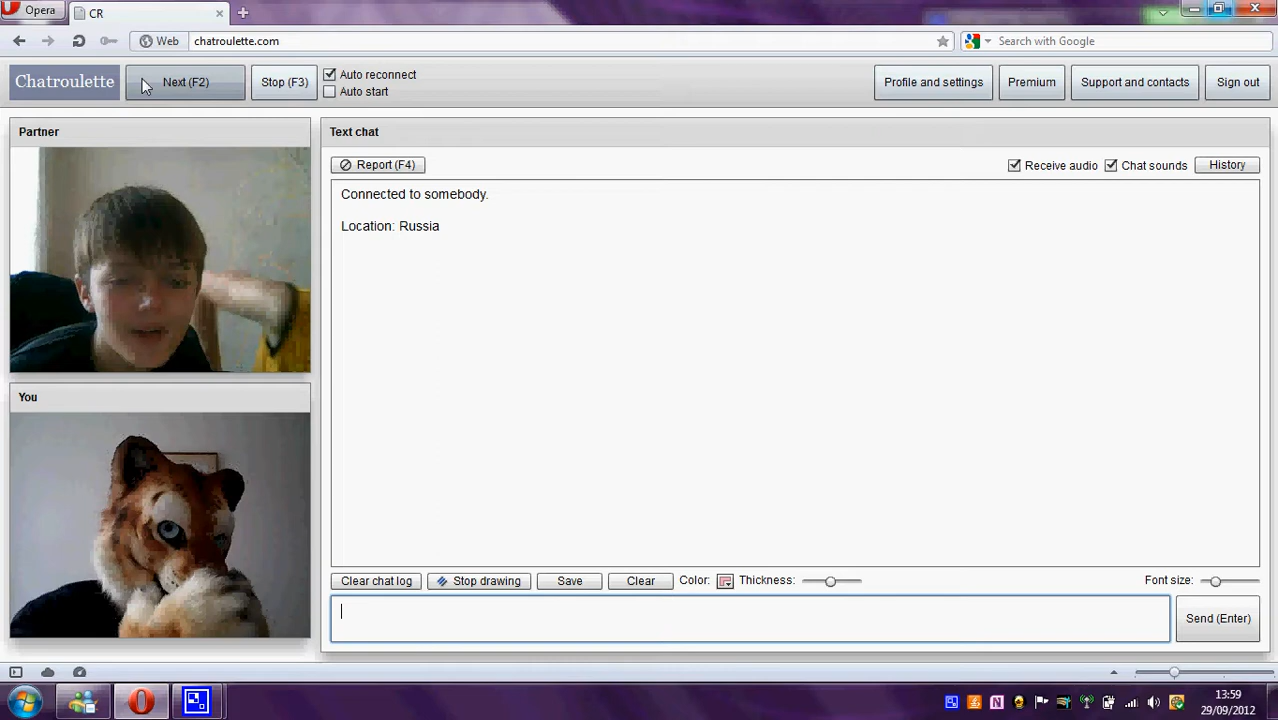 Opera
CR
Web
chatroulette.com
Search with Google
Chatroulette
Next (F2)
Stop (F3)
Auto reconnect
Auto start
Profile and settings
Premium
Support and contacts
Sign out
Partner
Text chat
Report (F4)
Receive audio
Chat sounds
History
Connected to somebody.
Location: Russia
You
Clear chat log
Stop drawing
Save
Clear
Color:
Thickness:
Font size:
Send (Enter)
13:59
29/09/2012